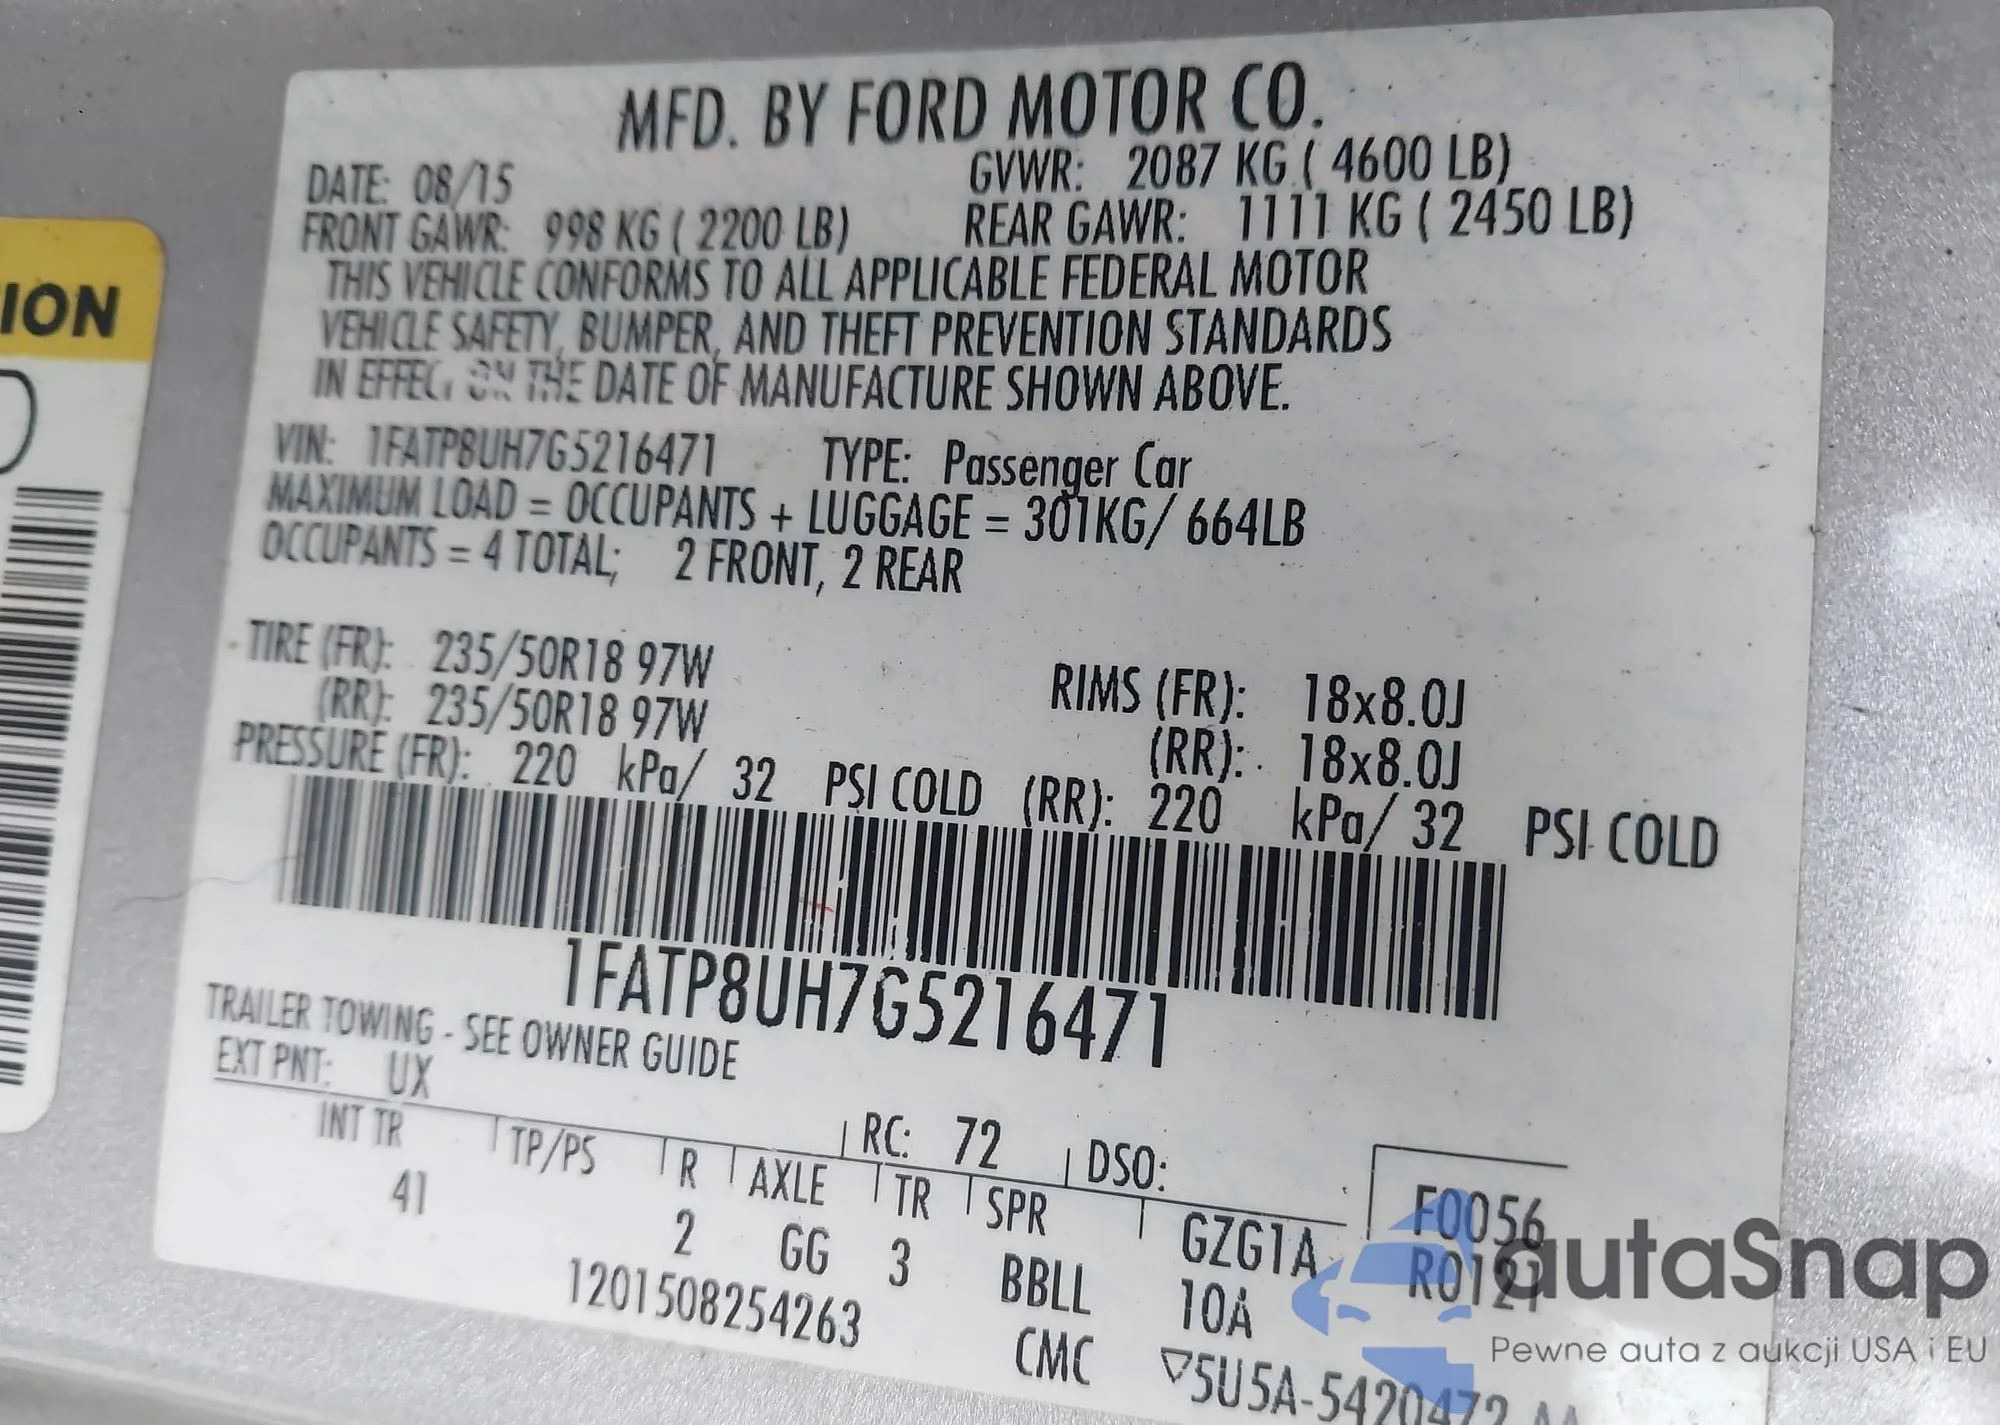 MFD. BY FORD MOTOR CO.
DATE: 08/15 GVWR: 2087 KG ( 4600 LB)
FRONT GAWR: 998 KG ( 2200 LB) REAR GAWR: 1111 KG ( 2450 LB)
THIS VEHICLE CONFORMS TO ALL APPLICABLE FEDERAL MOTOR
VEHICLE SAFETY, BUMPER, AND THEFT PREVENTION STANDARDS
IN EFFECT ON THE DATE OF MANUFACTURE SHOWN ABOVE.
VIN: 1FATP8UH7G5216471 TYPE: Passenger Car
MAXIMUM LOAD = OCCUPANTS + LUGGAGE = 301KG/ 664LB
OCCUPANTS = 4 TOTAL; 2 FRONT, 2 REAR
TIRE (FR): 235/50R18 97W RIMS (FR): 18x8.0J
(RR): 235/50R18 97W (RR): 18x8.0J
PRESSURE (FR): 220 kPa/ 32 PSI COLD (RR): 220 kPa/ 32 PSI COLD
1FATP8UH7G5216471
TRAILER TOWING - SEE OWNER GUIDE
EXT PNT: UX RC: 72 DSO:
INT TR TP/PS R AXLE TR SPR GZG1A F0056
41 2 GG 3 BBLL 10A R0121
1201508254263 CMC ▽5U5A-5420472
ION
autoSnap
Pewne auta z aukcji USA i EU